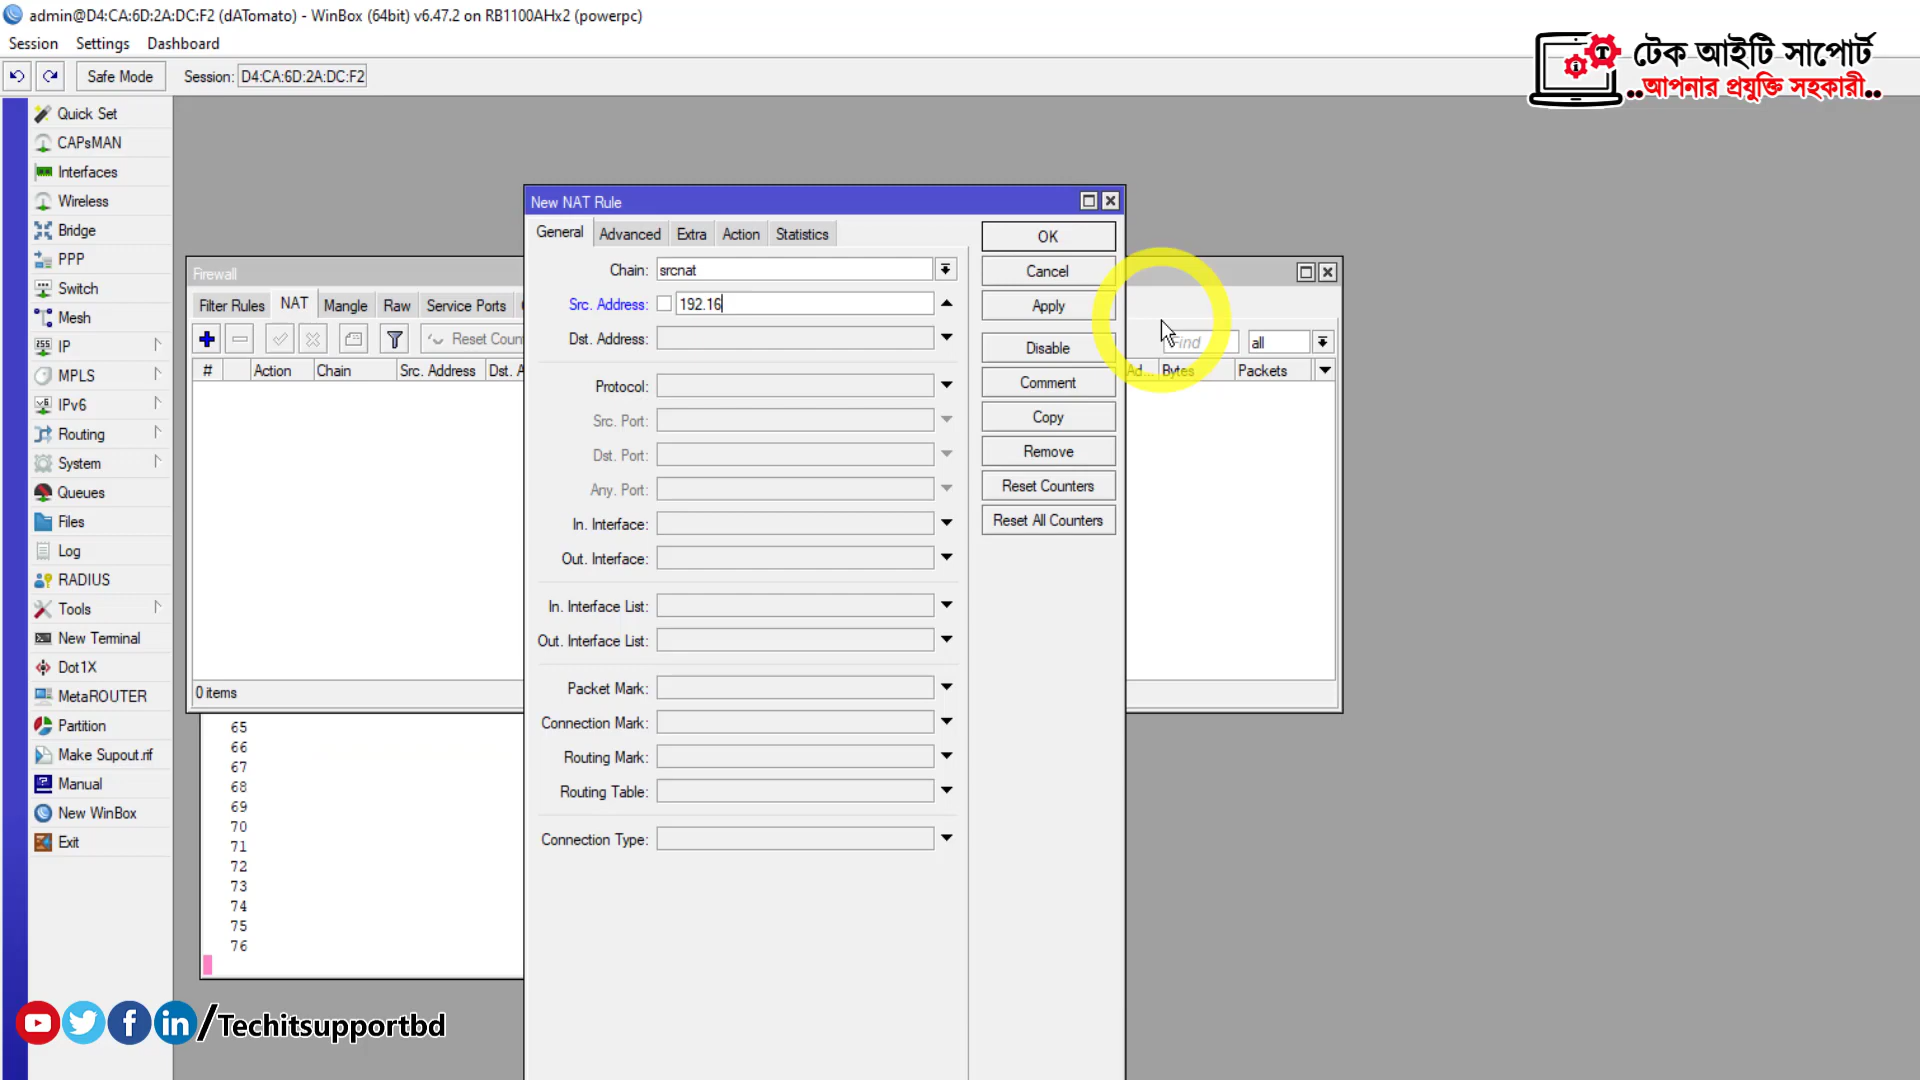 admin@D4:CA:6D:2A:DC:F2 (dATomato) - WinBox (64bit) v6.47.2 on RB1100AHx2 (powerpc)
Session Settings Dashboard
Safe Mode Session: D4:CA:6D:2A:DC:F2
টেক আইটি সাপোর্ট
..আপনার প্রযুক্তি সহকারী..
Quick Set
CAPsMAN
Interfaces
Wireless
Bridge
PPP
Switch
Mesh
IP
MPLS
IPv6
Routing
System
Queues
Files
Log
RADIUS
Tools
New Terminal
Dot1X
MetaROUTER
Partition
Make Supout.rif
Manual
New WinBox
Exit
Firewall
Filter Rules NAT Mangle Raw Service Ports
Reset Coun
Find all
# Action Chain Src. Address Dst. A
Ad... Bytes Packets
0 items
65
66
67
68
69
70
71
72
73
74
75
76
New NAT Rule
General Advanced Extra Action Statistics
Chain: srcnat
Src. Address: 192.16
Dst. Address:
Protocol:
Src. Port:
Dst. Port:
Any. Port:
In. Interface:
Out. Interface:
In. Interface List:
Out. Interface List:
Packet Mark:
Connection Mark:
Routing Mark:
Routing Table:
Connection Type:
OK
Cancel
Apply
Disable
Comment
Copy
Remove
Reset Counters
Reset All Counters
/Techitsupportbd